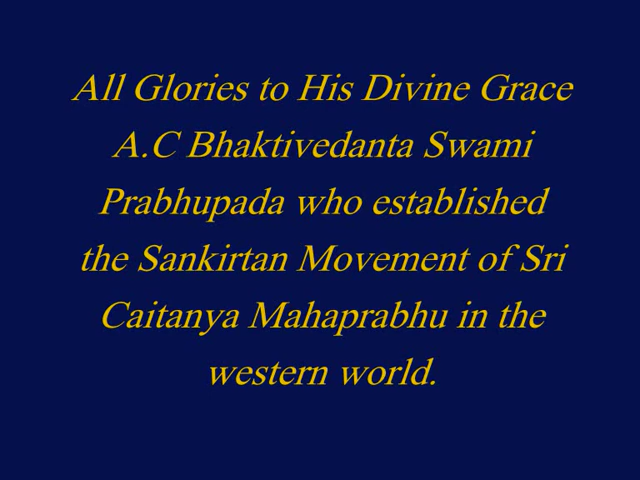 All Glories to His Divine Grace
A.C Bhaktivedanta Swami
Prabhupada who established
the Sankirtan Movement of Sri
Caitanya Mahaprabhu in the
western world.